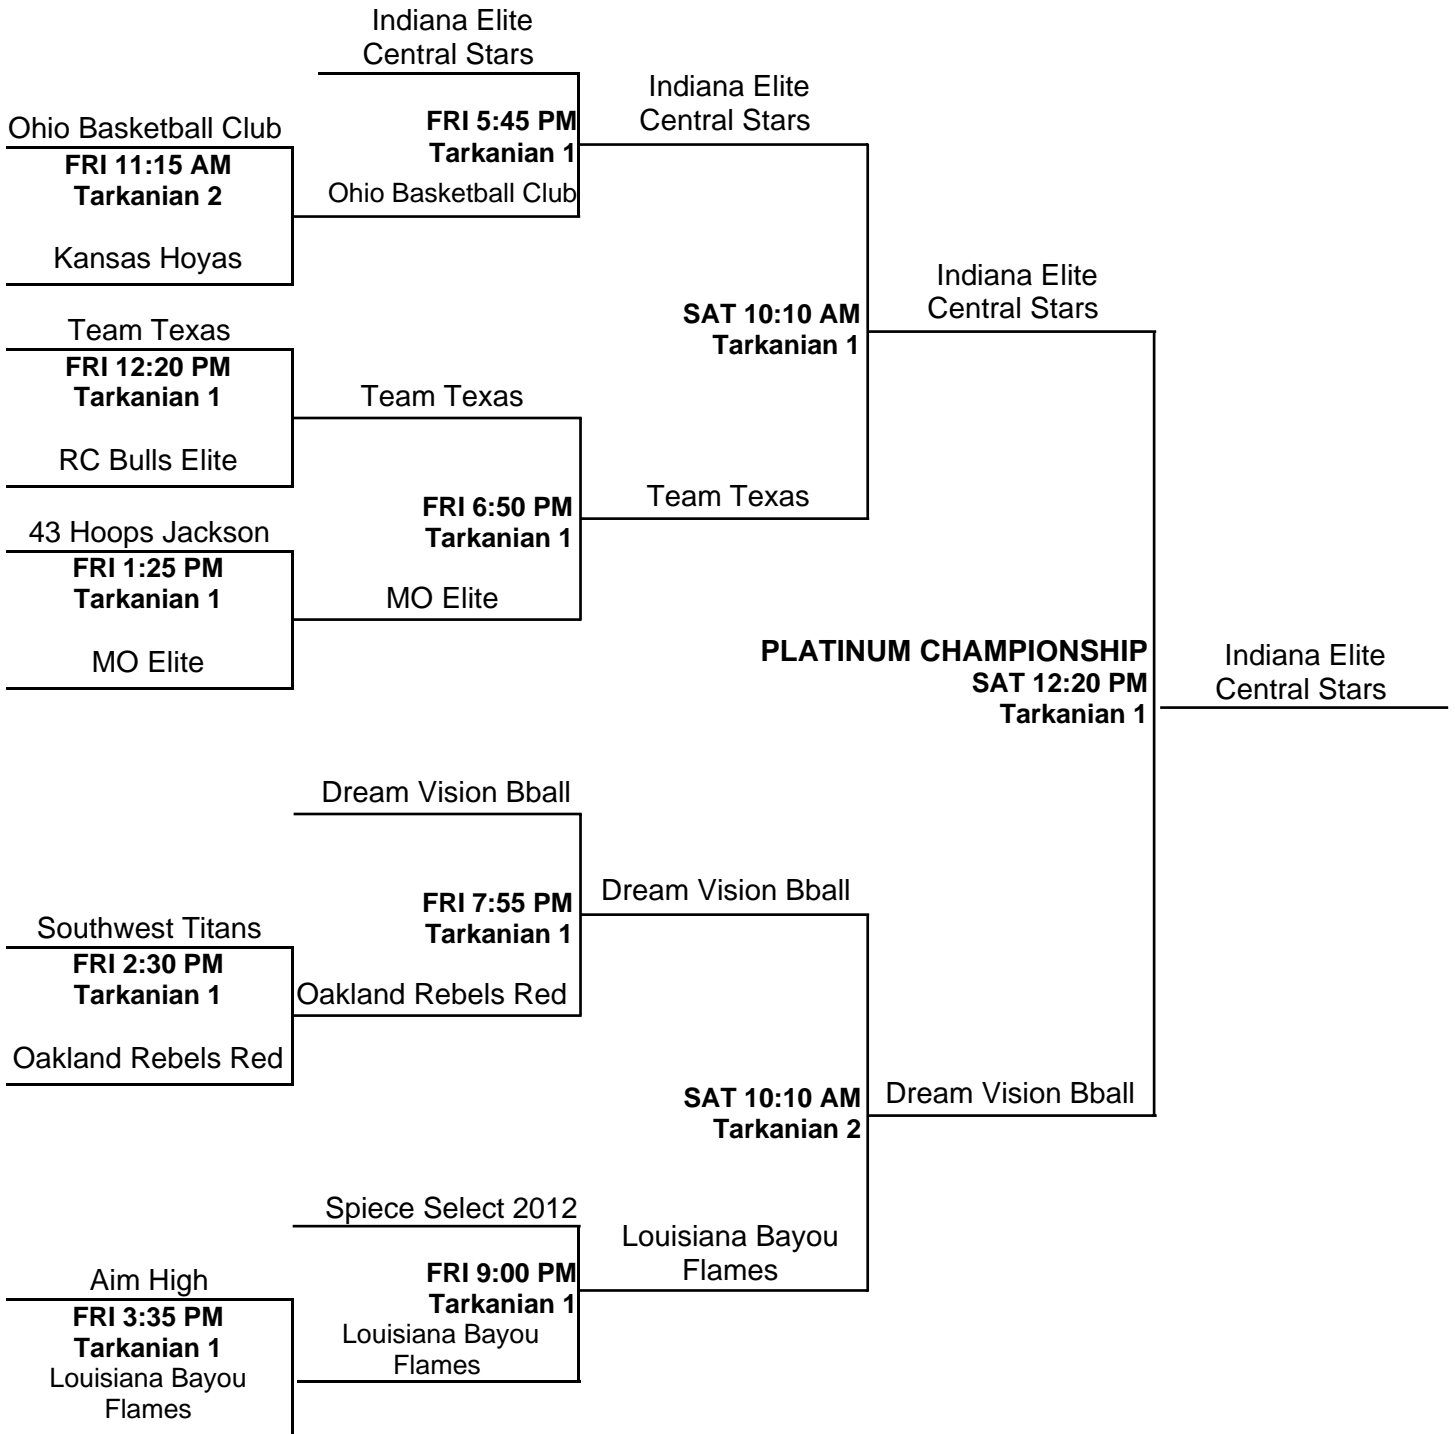 Indiana Elite
Central Stars
Indiana Elite
Central Stars
Ohio Basketball Club
FRI 11:15 AM
Tarkanian 2
Kansas Hoyas
FRI 5:45 PM
Tarkanian 1
Ohio Basketball Club
Indiana Elite
Central Stars
SAT 10:10 AM
Tarkanian 1
Team Texas
FRI 12:20 PM
Tarkanian 1
RC Bulls Elite
Team Texas
FRI 6:50 PM
Tarkanian 1
Team Texas
43 Hoops Jackson
FRI 1:25 PM
Tarkanian 1
MO Elite
MO Elite
PLATINUM CHAMPIONSHIP
SAT 12:20 PM
Tarkanian 1
Indiana Elite
Central Stars
Dream Vision Bball
FRI 7:55 PM
Tarkanian 1
Dream Vision Bball
Southwest Titans
FRI 2:30 PM
Tarkanian 1
Oakland Rebels Red
Oakland Rebels Red
SAT 10:10 AM
Tarkanian 2
Dream Vision Bball
Spiece Select 2012
FRI 9:00 PM
Tarkanian 1
Louisiana Bayou
Flames
Louisiana Bayou
Flames
Aim High
FRI 3:35 PM
Tarkanian 1
Louisiana Bayou
Flames